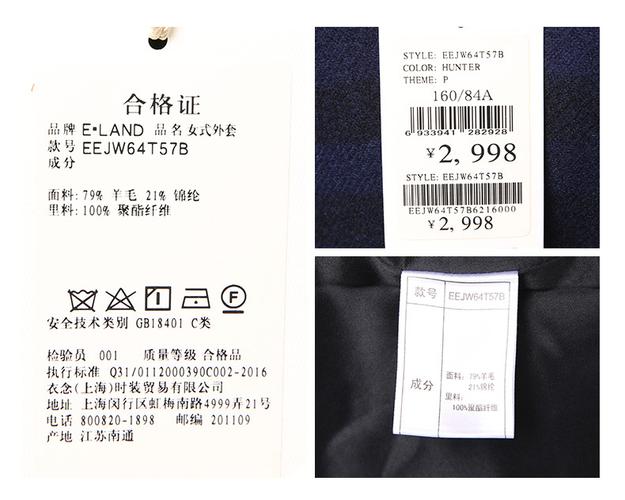 合格证
品牌 E·LAND 品名 女式外套
款号 EEJW64T57B
成分
面料: 79% 羊毛 21% 锦纶
里料: 100% 聚酯纤维
安全技术类别 GB18401 C类
检验员 001 质量等级 合格品
执行标准 Q31/0112000390C002-2016
衣念(上海)时装贸易有限公司
地址 上海闵行区虹梅南路4999弄21号
电话 800820-1898 邮编 201109
产地 江苏南通
STYLE: EEJW64T57B
COLOR: HUNTER
THEME: P
160/84A
6 933941 282928
¥2,998
STYLE: EEJW64T57B
EEJW64T57B6216000
¥2,998
款号 EEJW64T57B
成分
面料: 79%羊毛
21%锦纶
里料:
100%聚酯纤维